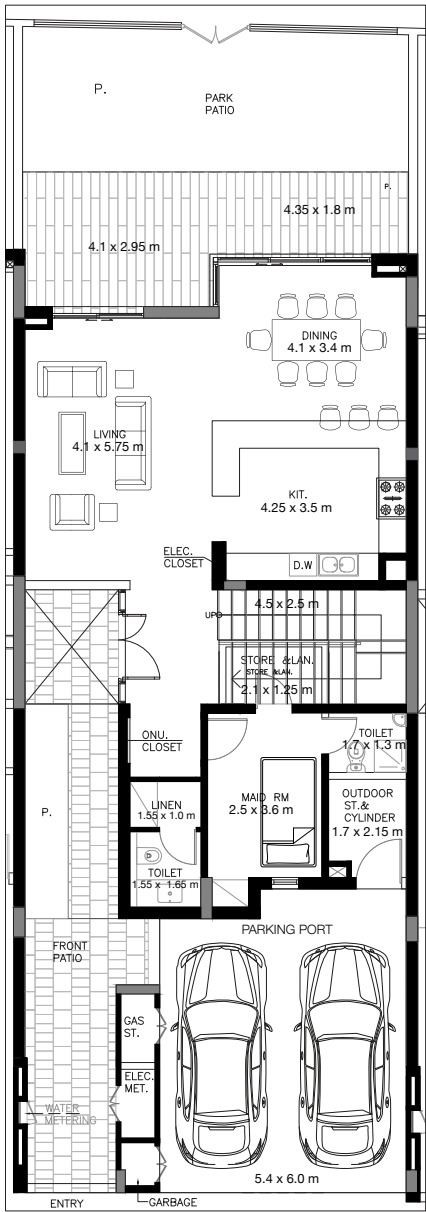 P.
PARK
PATIO
P.
4.35 x 1.8 m
4.1 x 2.95 m
DINING
4.1 x 3.4 m
LIVING
4.1 x 5.75 m
KIT.
4.25 x 3.5 m
ELEC.
CLOSET
D.W
4.5 x 2.5 m
UP
STORE &LAN.
STORE &LAN.
2.1 x 1.25 m
ONU.
CLOSET
TOILET
1.7 x 1.3 m
LINEN
1.55 x 1.0 m
MAID RM
2.5 x 3.6 m
OUTDOOR
ST.&
CYLINDER
1.7 x 2.15 m
P.
TOILET
1.55 x 1.65 m
PARKING PORT
FRONT
PATIO
GAS
ST.
ELEC.
MET.
WATER
METERING
5.4 x 6.0 m
ENTRY
GARBAGE